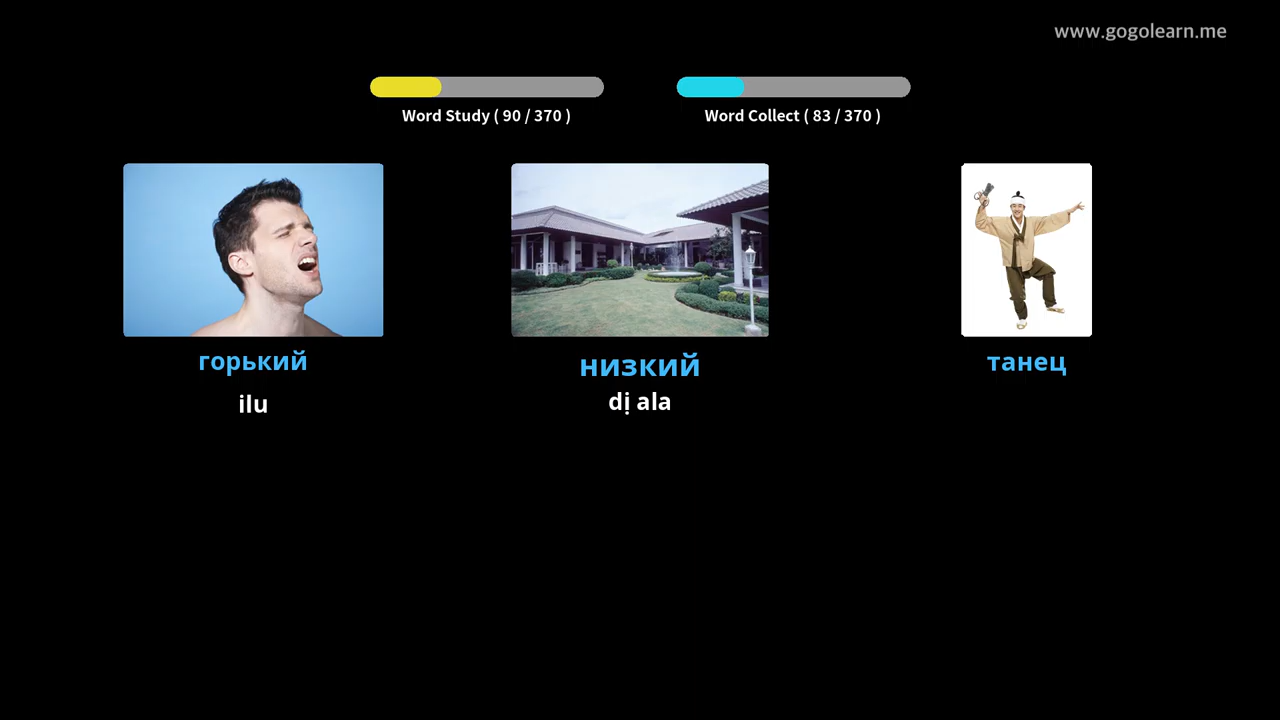 www.gogolearn.me
Word Study ( 90 / 370 )
Word Collect ( 83 / 370 )
горький
низкий
танец
ilu
dị ala